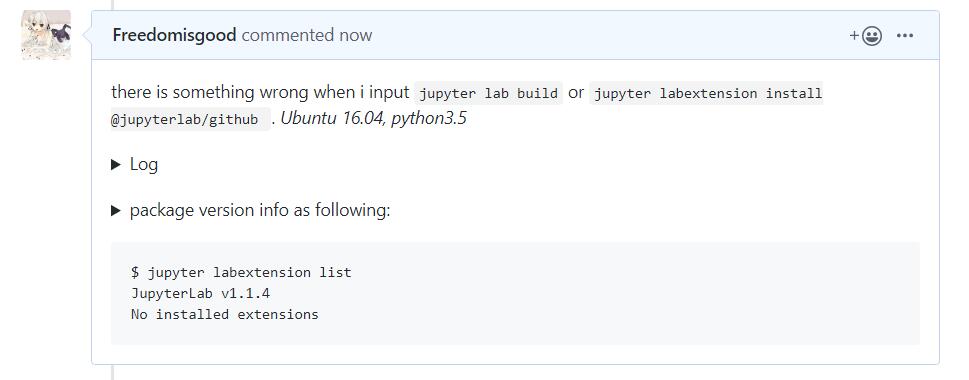 Freedomisgood commented now
there is something wrong when i input jupyter lab build or jupyter labextension install
@jupyterlab/github . Ubuntu 16.04, python3.5
Log
package version info as following:
$ jupyter labextension list
JupyterLab v1.1.4
No installed extensions